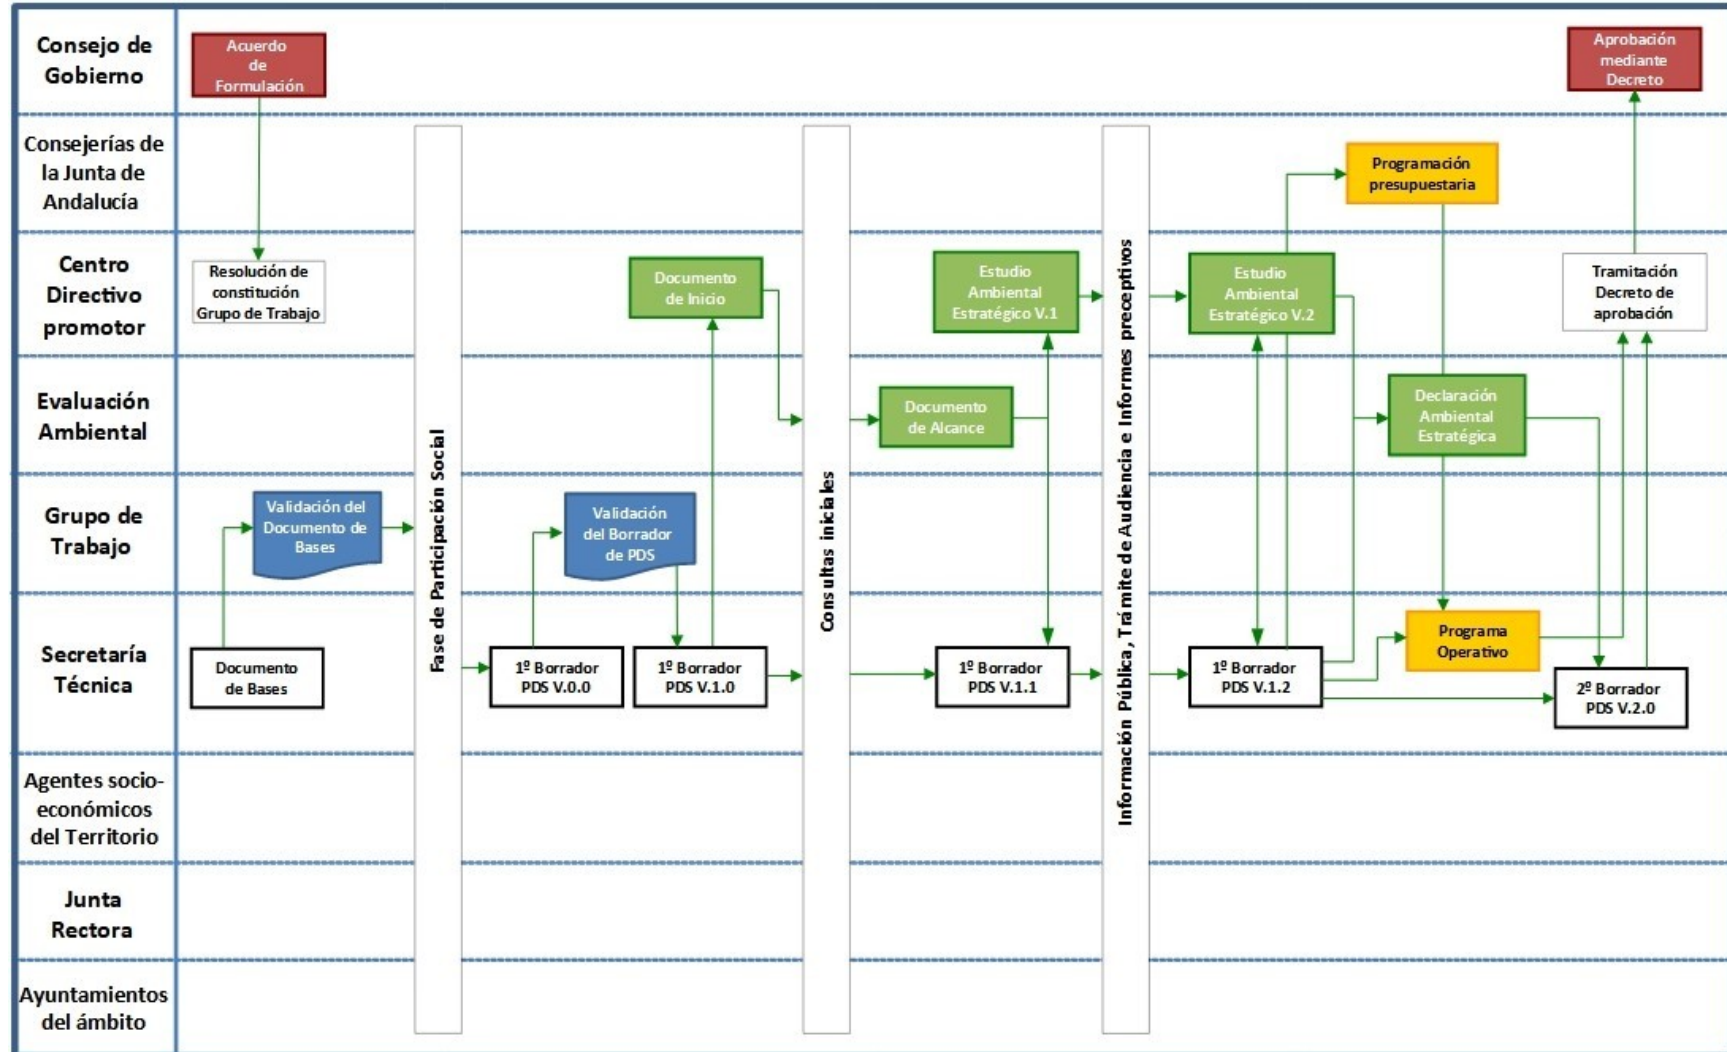 Consejo de
Gobierno
Acuerdo
de
Formulación
Aprobación
mediante
Decreto
Consejerías de
la Junta de
Andalucía
Programación
presupuestaria
Centro
Directivo
promotor
Resolución de
constitución
Grupo de Trabajo
Documento
de Inicio
Estudio
Ambiental
Estratégico V.1
Estudio
Ambiental
Estratégico V.2
Tramitación
Decreto de
aprobación
Evaluación
Ambiental
Documento
de Alcance
Declaración
Ambiental
Estratégica
Grupo de
Trabajo
Validación del
Documento de
Bases
Validación
del Borrador
de PDS
Secretaría
Técnica
Documento
de Bases
1º Borrador
PDS V.0.0
1º Borrador
PDS V.1.0
1º Borrador
PDS V.1.1
1º Borrador
PDS V.1.2
Programa
Operativo
2º Borrador
PDS V.2.0
Fase de Participación Social
Consultas iniciales
Información Pública, Trámite de Audiencia e Informes preceptivos
Agentes socio-
económicos
del Territorio
Junta
Rectora
Ayuntamientos
del ámbito